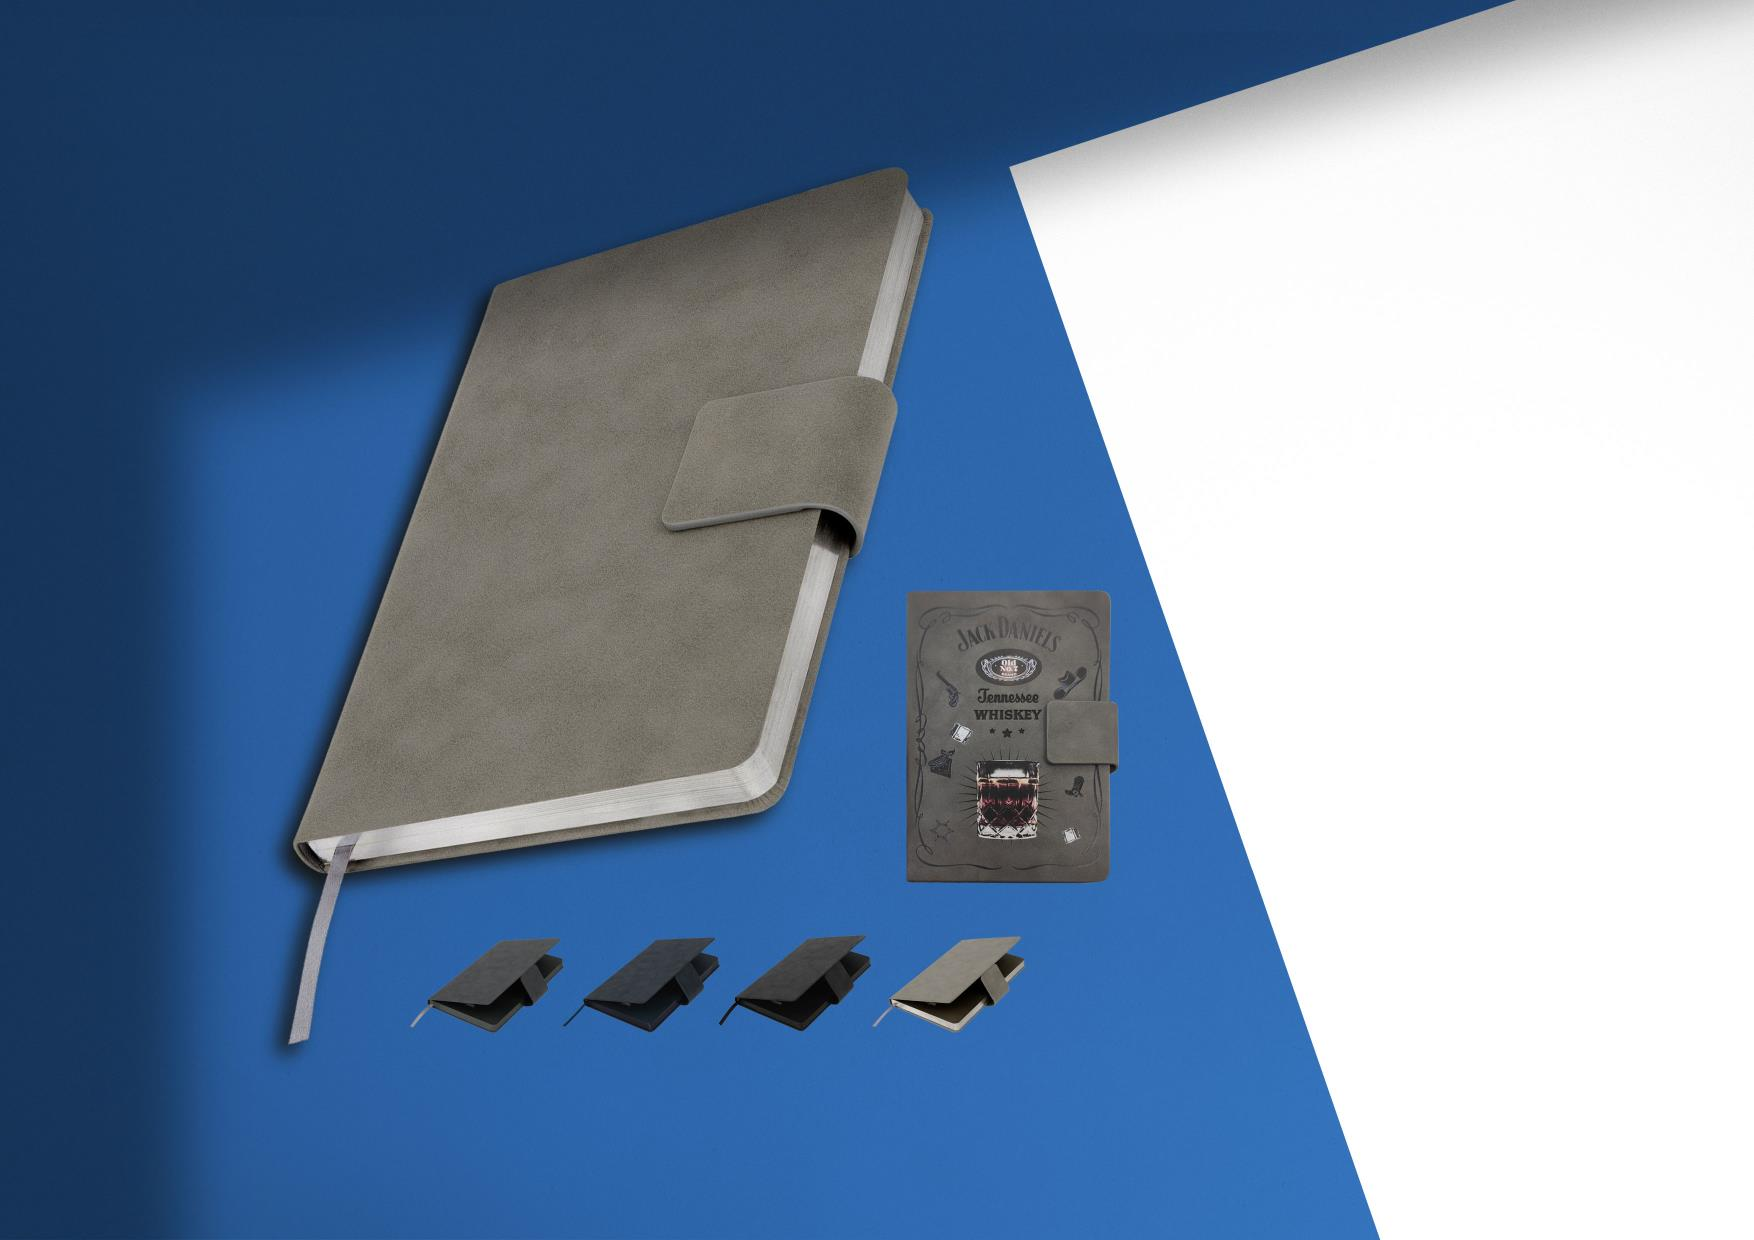 JACK DANIELS
Old
No. 7
Tennessee
WHISKEY